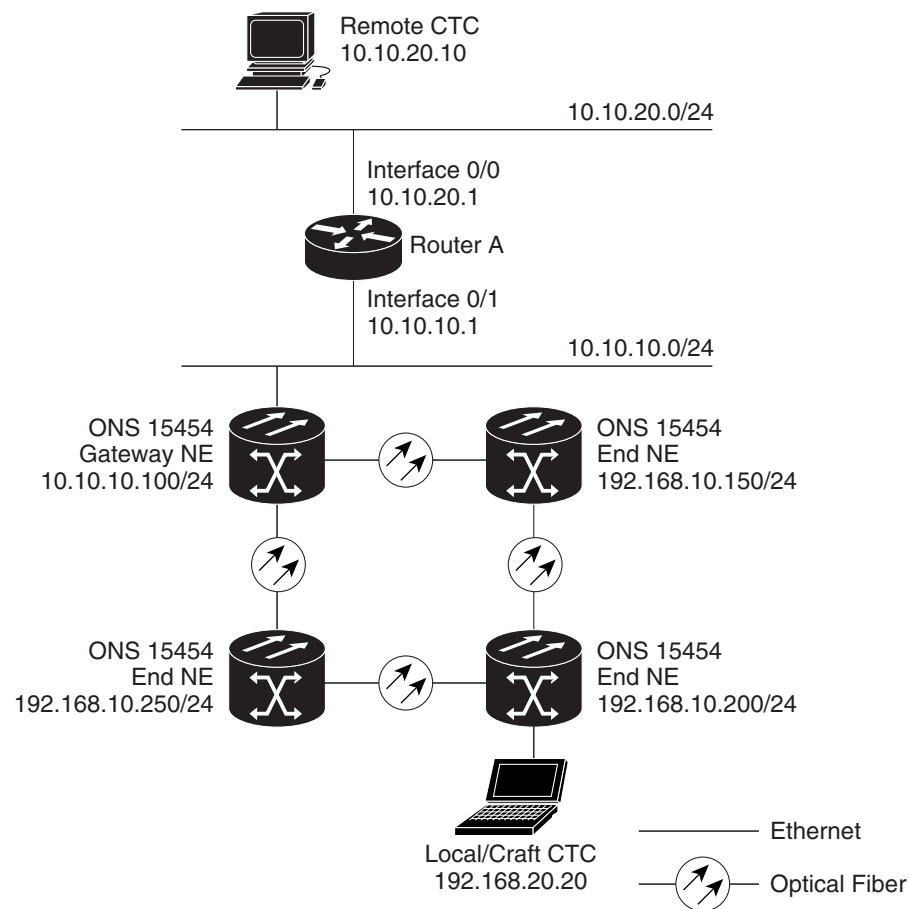 Remote CTC
10.10.20.10
10.10.20.0/24
Interface 0/0
10.10.20.1
Router A
Interface 0/1
10.10.10.1
10.10.10.0/24
ONS 15454
Gateway NE
10.10.10.100/24
ONS 15454
End NE
192.168.10.150/24
ONS 15454
End NE
192.168.10.250/24
ONS 15454
End NE
192.168.10.200/24
Local/Craft CTC
192.168.20.20
Ethernet
Optical Fiber